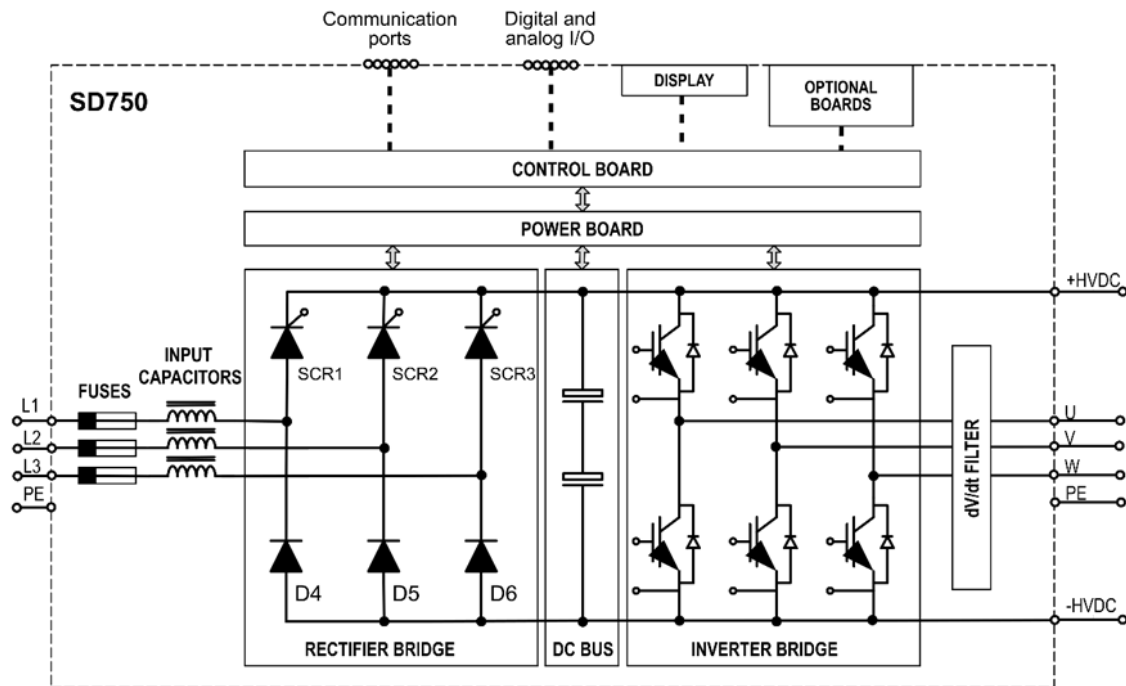 Communication
ports
Digital and
analog I/O
SD750
DISPLAY
OPTIONAL
BOARDS
CONTROL BOARD
POWER BOARD
+HVDC
INPUT
CAPACITORS
FUSES
SCR1
SCR2
SCR3
L1
L2
L3
PE
U
V
W
PE
dV/dt FILTER
D4
D5
D6
-HVDC
RECTIFIER BRIDGE
DC BUS
INVERTER BRIDGE